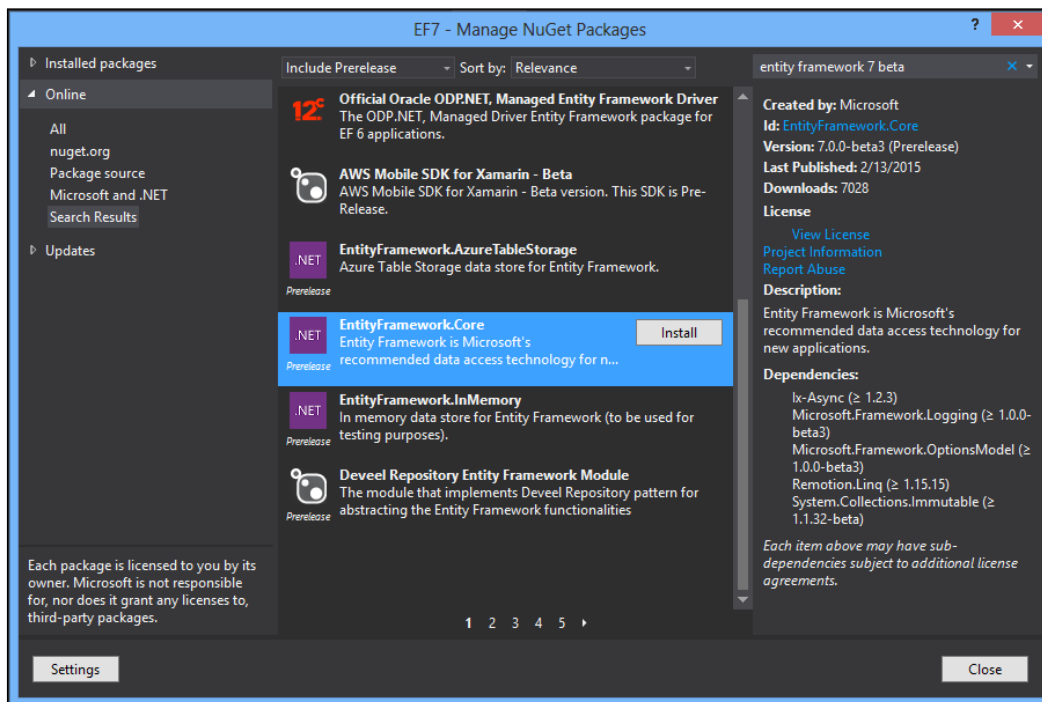 EF7 - Manage NuGet Packages
?
×
Installed packages
Online
All
nuget.org
Package source
Microsoft and .NET
Search Results
Updates
Each package is licensed to you by its
owner. Microsoft is not responsible
for, nor does it grant any licenses to,
third-party packages.
Settings
Include Prerelease
Sort by: Relevance
12c
Official Oracle ODP.NET, Managed Entity Framework Driver
The ODP.NET, Managed Driver Entity Framework package for
EF 6 applications.
AWS Mobile SDK for Xamarin - Beta
AWS Mobile SDK for Xamarin - Beta version. This SDK is Pre-
Release.
.NET
Prerelease
EntityFramework.AzureTableStorage
Azure Table Storage data store for Entity Framework.
.NET
Prerelease
EntityFramework.Core
Entity Framework is Microsoft's
recommended data access technology for n...
Install
.NET
Prerelease
EntityFramework.InMemory
In memory data store for Entity Framework (to be used for
testing purposes).
Prerelease
Deveel Repository Entity Framework Module
The module that implements Deveel Repository pattern for
abstracting the Entity Framework functionalities
1 2 3 4 5
entity framework 7 beta
Created by: Microsoft
Id: EntityFramework.Core
Version: 7.0.0-beta3 (Prerelease)
Last Published: 2/13/2015
Downloads: 7028
License
View License
Project Information
Report Abuse
Description:
Entity Framework is Microsoft's
recommended data access technology for
new applications.
Dependencies:
Ix-Async (≥ 1.2.3)
Microsoft.Framework.Logging (≥ 1.0.0-
beta3)
Microsoft.Framework.OptionsModel (≥
1.0.0-beta3)
Remotion.Linq (≥ 1.15.15)
System.Collections.Immutable (≥
1.1.32-beta)
Each item above may have sub-
dependencies subject to additional license
agreements.
Close